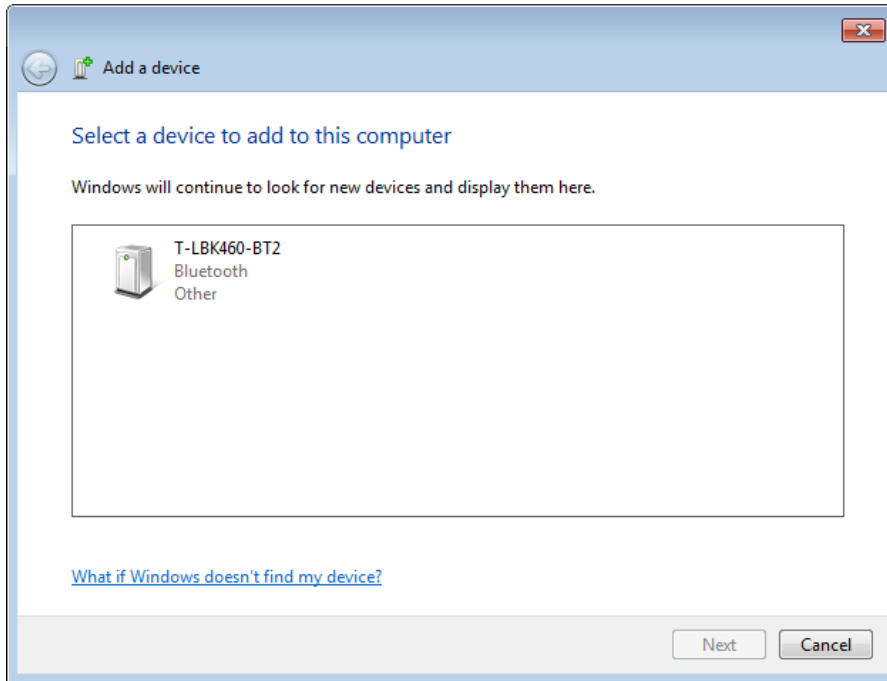 Add a device
Select a device to add to this computer
Windows will continue to look for new devices and display them here.
T-LBK460-BT2
Bluetooth
Other
What if Windows doesn't find my device?
Next
Cancel